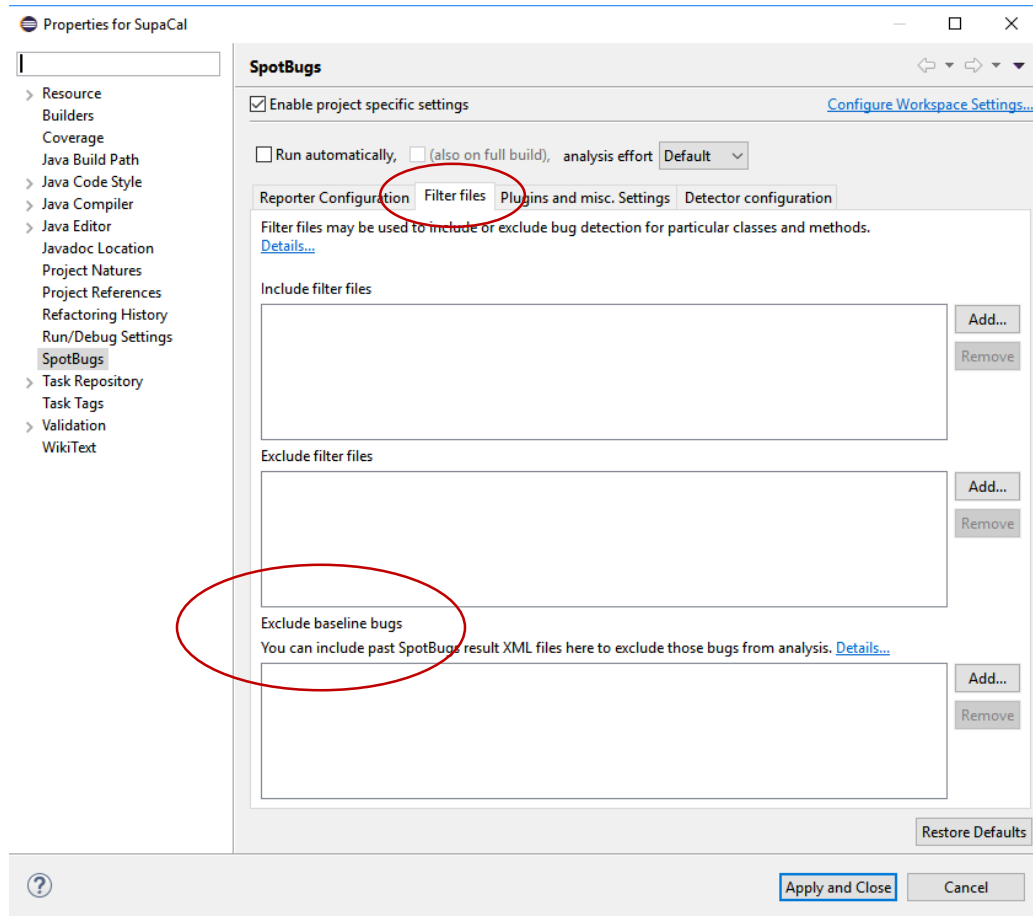 Properties for SupaCal
SpotBugs
Resource
Builders
Coverage
Java Build Path
Java Code Style
Java Compiler
Java Editor
Javadoc Location
Project Natures
Project References
Refactoring History
Run/Debug Settings
SpotBugs
Task Repository
Task Tags
Validation
WikiText
Enable project specific settings Configure Workspace Settings...
Run automatically, (also on full build), analysis effort Default
Reporter Configuration Filter files Plugins and misc. Settings Detector configuration
Filter files may be used to include or exclude bug detection for particular classes and methods.
Details...
Include filter files
Add...
Remove
Exclude filter files
Add...
Remove
Exclude baseline bugs
You can include past SpotBugs result XML files here to exclude those bugs from analysis. Details...
Add...
Remove
Restore Defaults
?
Apply and Close Cancel